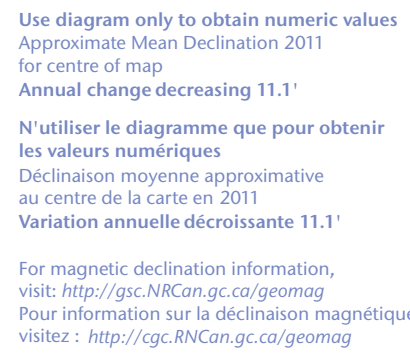 Use diagram only to obtain numeric values
Approximate Mean Declination 2011
for centre of map
Annual change decreasing 11.1'
N'utiliser le diagramme que pour obtenir
les valeurs numériques
Déclinaison moyenne approximative
au centre de la carte en 2011
Variation annuelle décroissante 11.1'
For magnetic declination information,
visit: http://gsc.NRCan.gc.ca/geomag
Pour information sur la déclinaison magnétique
visitez : http://cgc.RNCan.gc.ca/geomag